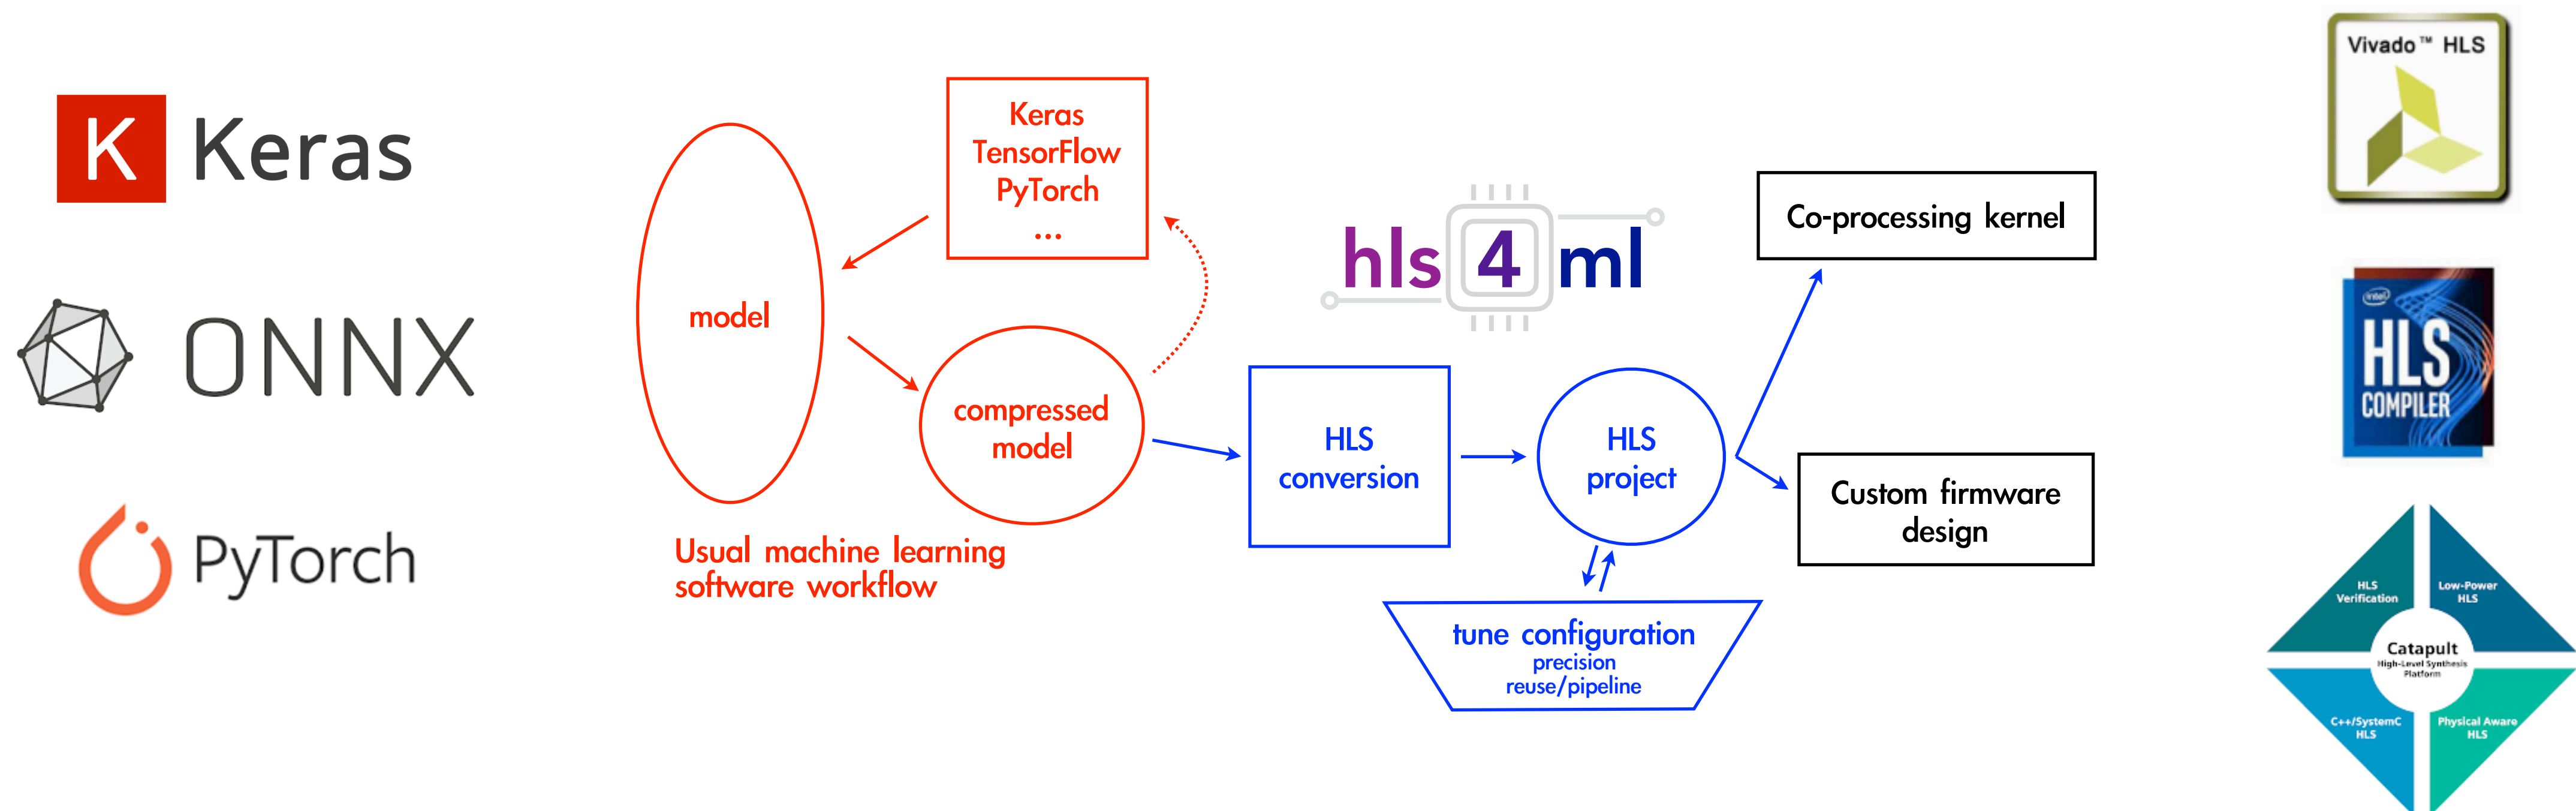 K Keras
ONNX
PyTorch
Keras
TensorFlow
PyTorch
...
model
compressed
model
Usual machine learning
software workflow
hls 4 ml
HLS
conversion
HLS
project
tune configuration
precision
reuse/pipeline
Co-processing kernel
Custom firmware
design
Vivado™ HLS
intel
HLS
COMPILER
HLS
Verification
Low-Power
HLS
Catapult
High-Level Synthesis
Platform
C++/SystemC
HLS
Physical Aware
HLS